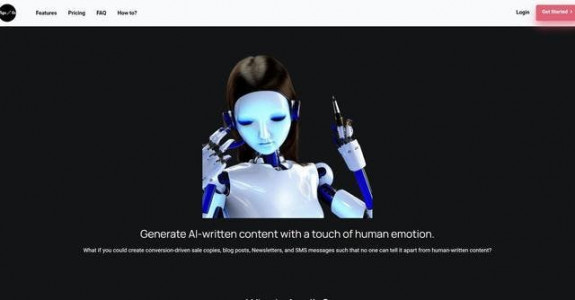 Features Pricing FAQ How to? Login Get Started
Generate AI-written content with a touch of human emotion.
What if you could create conversion-driven sale copies, blog posts, Newsletters, and SMS messages such that no one can tell it apart from human-written content?